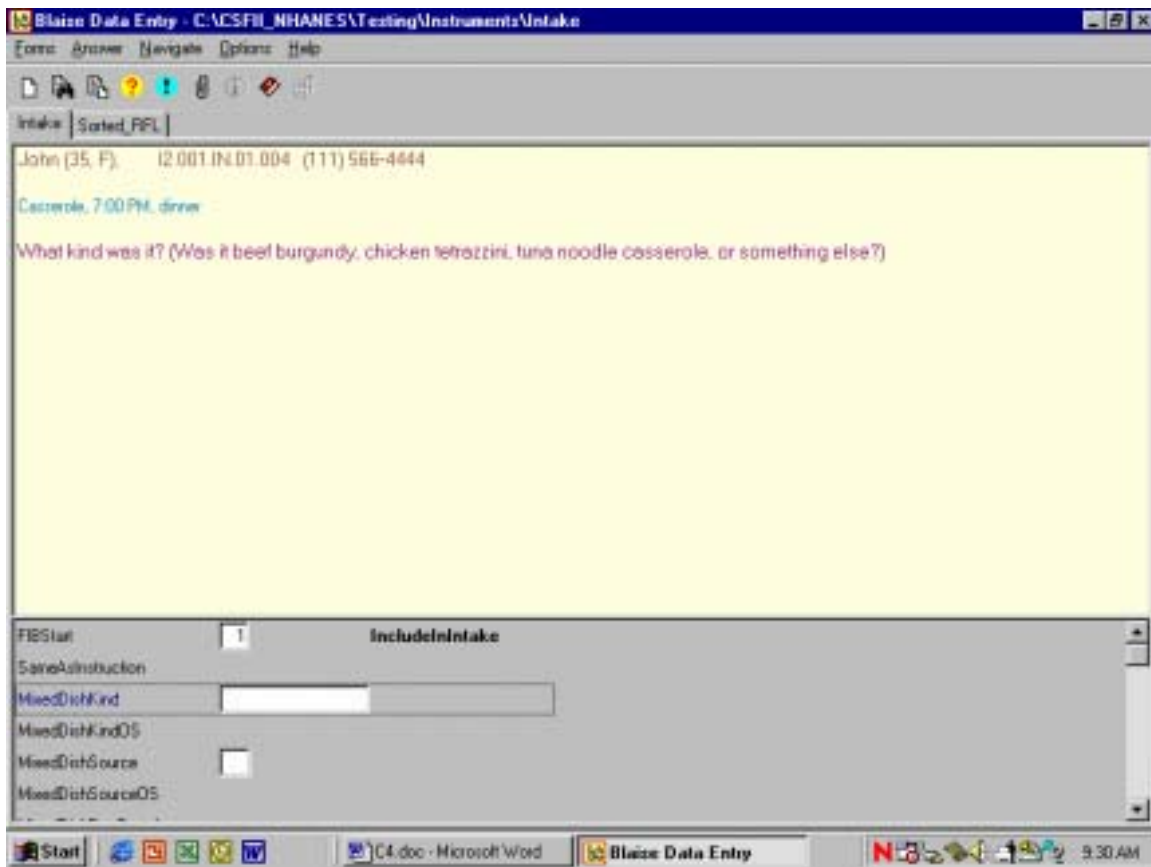 Blaise Data Entry - C:\CSFII_NHANES\Testing\Instruments\Intake
Forms Answer Navigate Options Help
Intake Sorted_RFL
John (35, F), I2.001.IN.01.004 (111) 566-4444
Casserole, 7:00 PM, dinner
What kind was it? (Was it beef burgundy, chicken tetrazzini, tuna noodle casserole, or something else?)
FIBStart 1 IncludeInIntake
SameAsInstruction
MixedDishKind
MixedDishKindOS
MixedDishSource
MixedDishSourceOS
Start C4.doc - Microsoft Word Blaise Data Entry N 9:30 AM